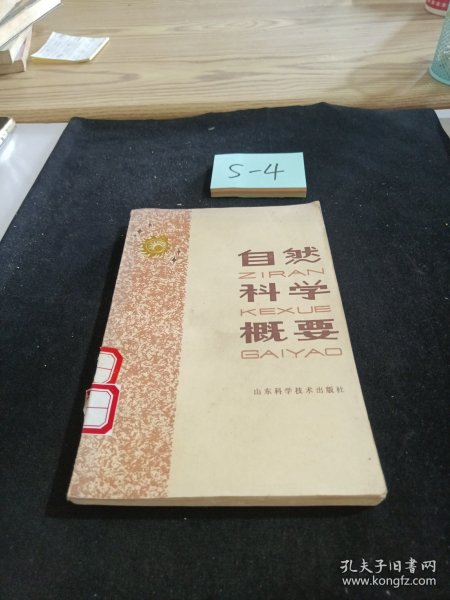 S-4
自然
ZIRAN
科学
KEXUE
概要
GAIYAO
山东科学技术出版社
孔夫子旧书网
www.kongfz.com